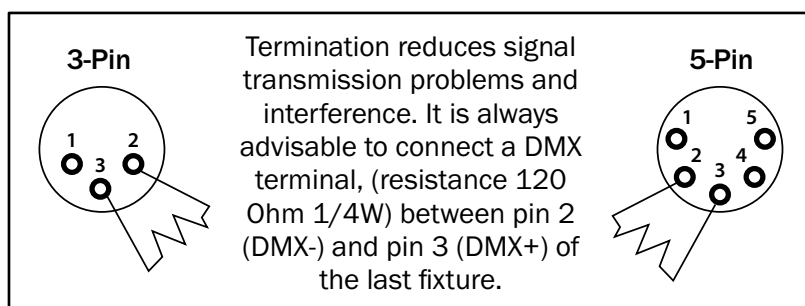 3-Pin
1
2
3
Termination reduces signal
transmission problems and
interference. It is always
advisable to connect a DMX
terminal, (resistance 120
Ohm 1/4W) between pin 2
(DMX-) and pin 3 (DMX+) of
the last fixture.
5-Pin
1
5
2
4
3